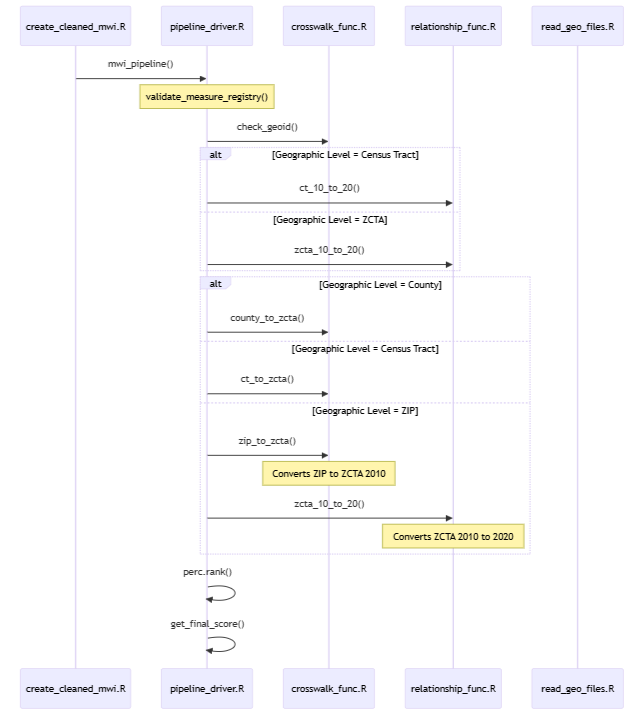 create_cleaned_mwi.R
pipeline_driver.R
crosswalk_func.R
relationship_func.R
read_geo_files.R
mwi_pipeline()
validate_measure_registry()
check_geoid()
alt
[Geographic Level = Census Tract]
ct_10_to_20()
[Geographic Level = ZCTA]
zcta_10_to_20()
alt
[Geographic Level = County]
county_to_zcta()
[Geographic Level = Census Tract]
ct_to_zcta()
[Geographic Level = ZIP]
zip_to_zcta()
Converts ZIP to ZCTA 2010
zcta_10_to_20()
Converts ZCTA 2010 to 2020
perc.rank()
get_final_score()
create_cleaned_mwi.R
pipeline_driver.R
crosswalk_func.R
relationship_func.R
read_geo_files.R